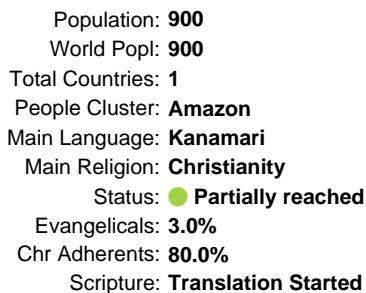 Population: 900
World Popl: 900
Total Countries: 1
People Cluster: Amazon
Main Language: Kanamari
Main Religion: Christianity
Status: Partially reached
Evangelicals: 3.0%
Chr Adherents: 80.0%
Scripture: Translation Started